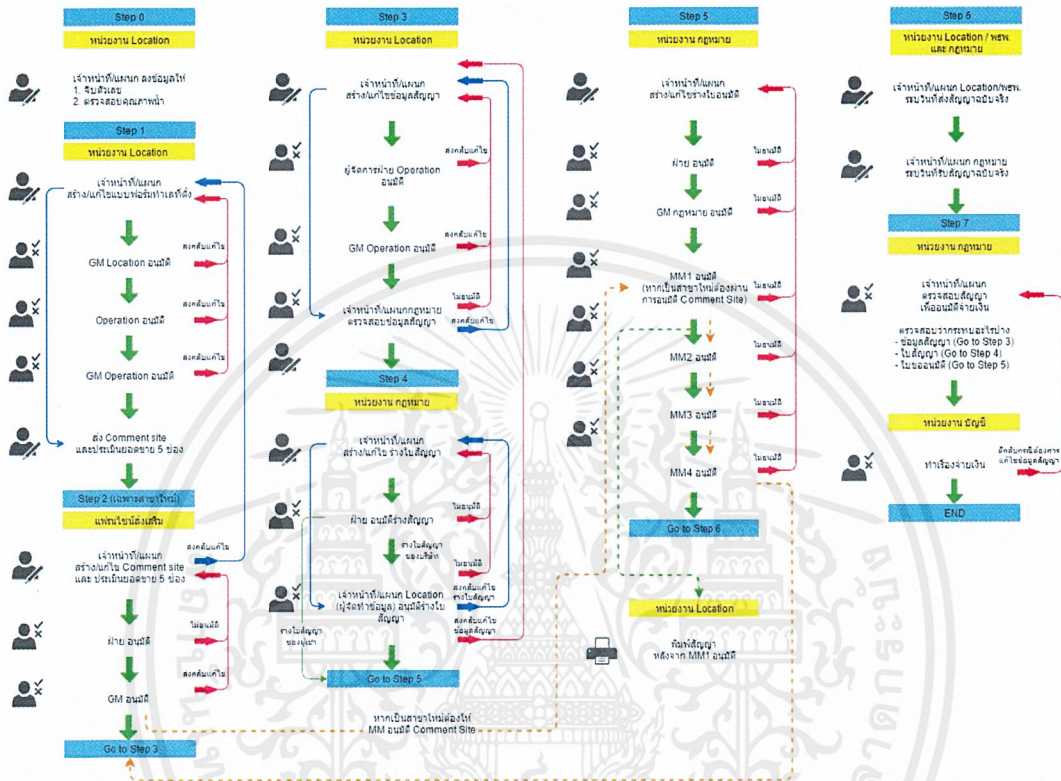 Step 0
หน่วยงาน Location
เจ้าหน้าที่/แผนก ลงข้อมูลให้
1. จับตัวเลข
2. ตรวจสอบคุณภาพน้ำ
Step 1
หน่วยงาน Location
เจ้าหน้าที่/แผนก
สร้าง/แก้ไขแบบฟอร์มทำเลที่ตั้ง
ส่งกลับแก้ไข
GM Location อนุมัติ
ส่งกลับแก้ไข
Operation อนุมัติ
ส่งกลับแก้ไข
GM Operation อนุมัติ
ส่ง Comment site
และประเมินยอดขาย 5 ช่อง
Step 2 (เฉพาะสาขาใหม่)
แฟรนไชน์ส่งเสริม
เจ้าหน้าที่/แผนก
สร้าง/แก้ไข Comment site
และ ประเมินยอดขาย 5 ช่อง
ส่งกลับแก้ไข
ฝ่าย อนุมัติ
ไม่อนุมัติ
GM อนุมัติ
ส่งกลับแก้ไข
Go to Step 3
Step 3
หน่วยงาน Location
เจ้าหน้าที่/แผนก
สร้าง/แก้ไขข้อมูลสัญญา
ส่งกลับแก้ไข
ผู้จัดการฝ่าย Operation
อนุมัติ
ส่งกลับแก้ไข
GM Operation อนุมัติ
ไม่อนุมัติ
เจ้าหน้าที่/แผนกกฎหมาย
ตรวจสอบข้อมูลสัญญา
ส่งกลับแก้ไข
Step 4
หน่วยงาน กฎหมาย
เจ้าหน้าที่/แผนก
สร้าง/แก้ไข ร่างใบสัญญา
ฝ่าย อนุมัติร่างสัญญา
ไม่อนุมัติ
ร่างใบสัญญา
ของบริษัท
ไม่อนุมัติ
เจ้าหน้าที่/แผนก Location
(ผู้จัดทำข้อมูล) อนุมัติร่างใบ
สัญญา
ส่งกลับแก้ไข
ร่างใบสัญญา
ส่งกลับแก้ไข
ข้อมูลสัญญา
ร่างใบสัญญา
ของผู้เช่า
Go to Step 5
หากเป็นสาขาใหม่ต้องให้
MM อนุมัติ Comment Site
Step 5
หน่วยงาน กฎหมาย
เจ้าหน้าที่/แผนก
สร้าง/แก้ไขร่างใบอนุมัติ
ฝ่าย อนุมัติ
ไม่อนุมัติ
GM กฎหมาย อนุมัติ
ไม่อนุมัติ
MM1 อนุมัติ
(หากเป็นสาขาใหม่ต้องผ่าน
การอนุมัติ Comment Site)
ไม่อนุมัติ
MM2 อนุมัติ
ไม่อนุมัติ
MM3 อนุมัติ
ไม่อนุมัติ
MM4 อนุมัติ
ไม่อนุมัติ
Go to Step 6
หน่วยงาน Location
พิมพ์สัญญา
หลังจาก MM1 อนุมัติ
Step 6
หน่วยงาน Location / พธพ.
และ กฎหมาย
เจ้าหน้าที่/แผนก Location/พธพ.
ระบุวันที่ส่งสัญญาฉบับจริง
เจ้าหน้าที่/แผนก กฎหมาย
ระบุวันที่รับสัญญาฉบับจริง
Step 7
หน่วยงาน กฎหมาย
เจ้าหน้าที่/แผนก
ตรวจสอบสัญญา
เพื่ออนุมัติจ่ายเงิน
ตรวจสอบว่ากระทบอะไรบ้าง
- ข้อมูลสัญญา (Go to Step 3)
- ใบสัญญา (Go to Step 4)
- ใบขออนุมัติ (Go to Step 5)
หน่วยงาน บัญชี
ทำเรื่องจ่ายเงิน
ตีกลับกรณีต้องการ
แก้ไขข้อมูลสัญญา
END